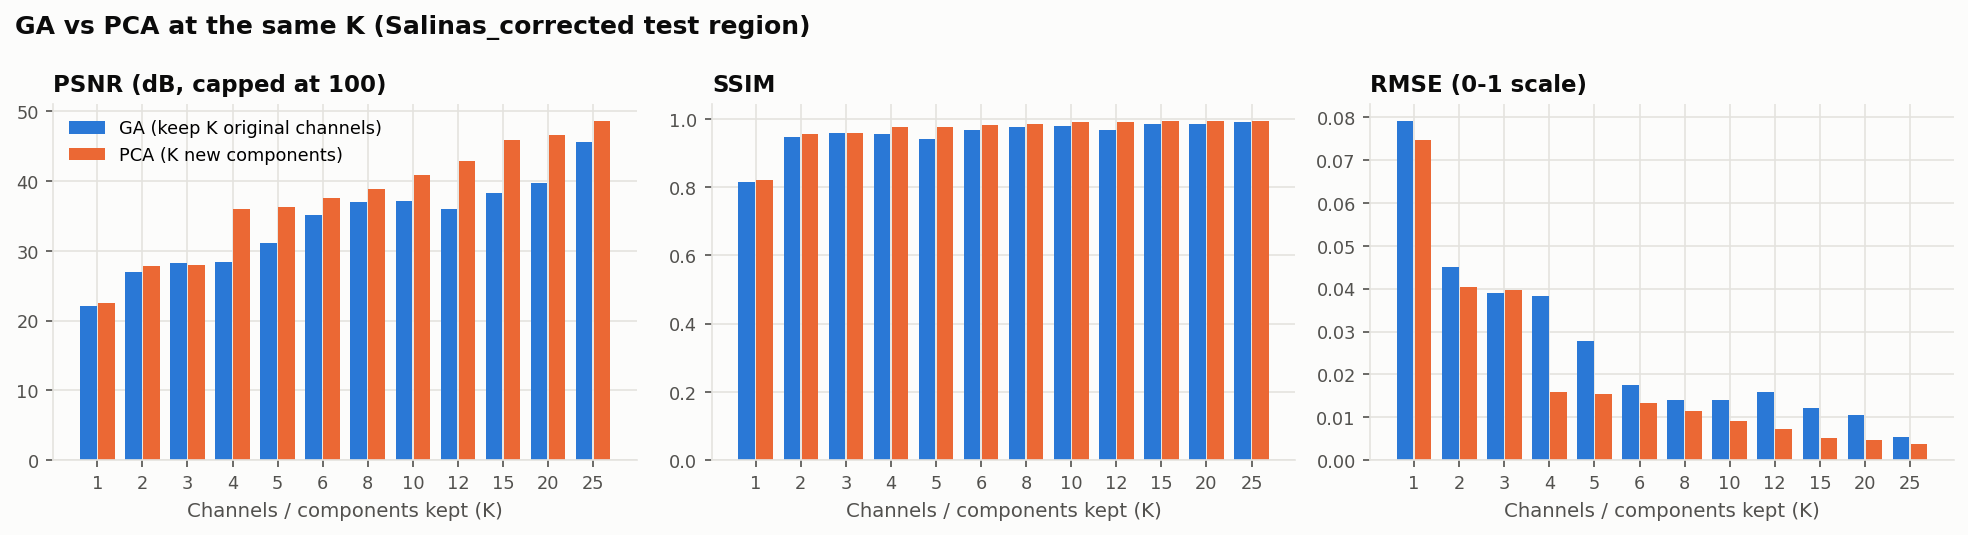 GA vs PCA at the same K (Salinas_corrected test region)
PSNR (dB, capped at 100)
GA (keep K original channels)
PCA (K new components)
50
40
30
20
10
0
1 2 3 4 5 6 8 10 12 15 20 25
Channels / components kept (K)
SSIM
1.0
0.8
0.6
0.4
0.2
0.0
1 2 3 4 5 6 8 10 12 15 20 25
Channels / components kept (K)
RMSE (0-1 scale)
0.08
0.07
0.06
0.05
0.04
0.03
0.02
0.01
0.00
1 2 3 4 5 6 8 10 12 15 20 25
Channels / components kept (K)